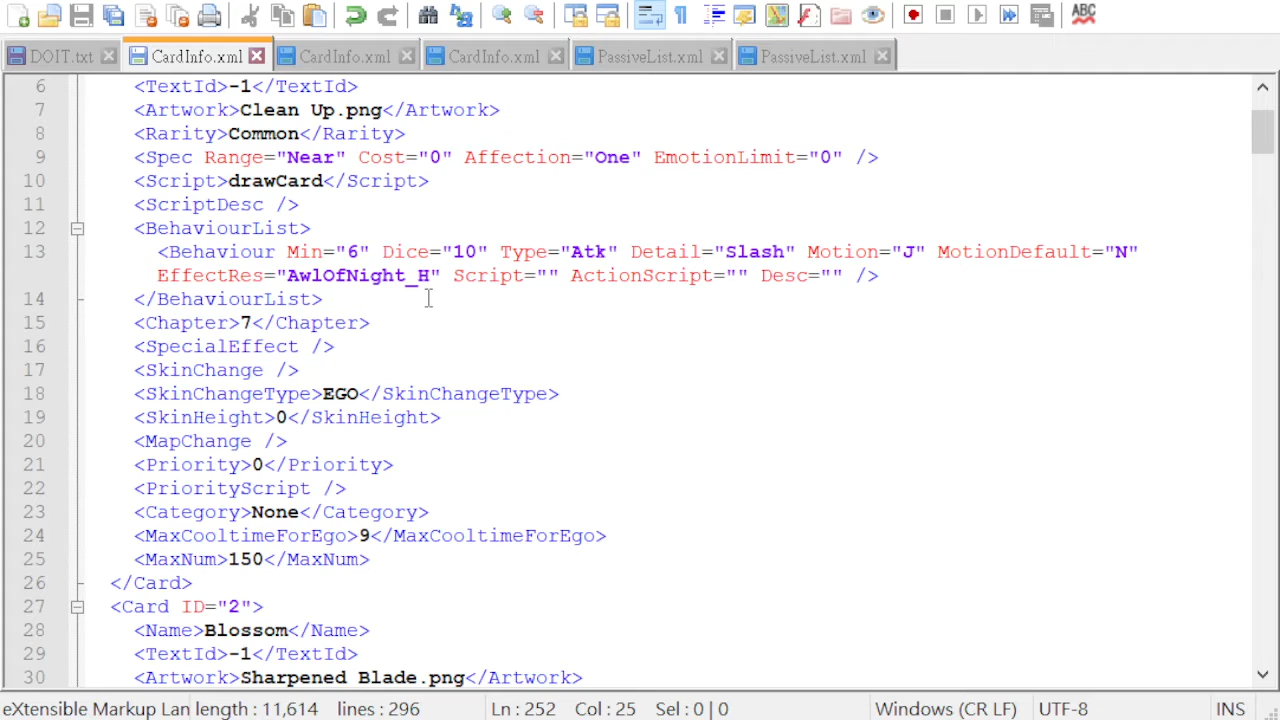 ABC
DOIT.txt CardInfo.xml CardInfo.xml CardInfo.xml PassiveList.xml PassiveList.xml
6 <TextId>-1</TextId>
7 <Artwork>Clean Up.png</Artwork>
8 <Rarity>Common</Rarity>
9 <Spec Range="Near" Cost="0" Affection="One" EmotionLimit="0" />
10 <Script>drawCard</Script>
11 <ScriptDesc />
12 <BehaviourList>
13 <Behaviour Min="6" Dice="10" Type="Atk" Detail="Slash" Motion="J" MotionDefault="N"
EffectRes="AwlOfNight_H" Script="" ActionScript="" Desc="" />
14 </BehaviourList>
15 <Chapter>7</Chapter>
16 <SpecialEffect />
17 <SkinChange />
18 <SkinChangeType>EGO</SkinChangeType>
19 <SkinHeight>0</SkinHeight>
20 <MapChange />
21 <Priority>0</Priority>
22 <PriorityScript />
23 <Category>None</Category>
24 <MaxCooltimeForEgo>9</MaxCooltimeForEgo>
25 <MaxNum>150</MaxNum>
26 </Card>
27 <Card ID="2">
28 <Name>Blossom</Name>
29 <TextId>-1</TextId>
30 <Artwork>Sharpened Blade.png</Artwork>
eXtensible Markup Lan length : 11,614 lines : 296 Ln : 252 Col : 25 Sel : 0 | 0 Windows (CR LF) UTF-8 INS